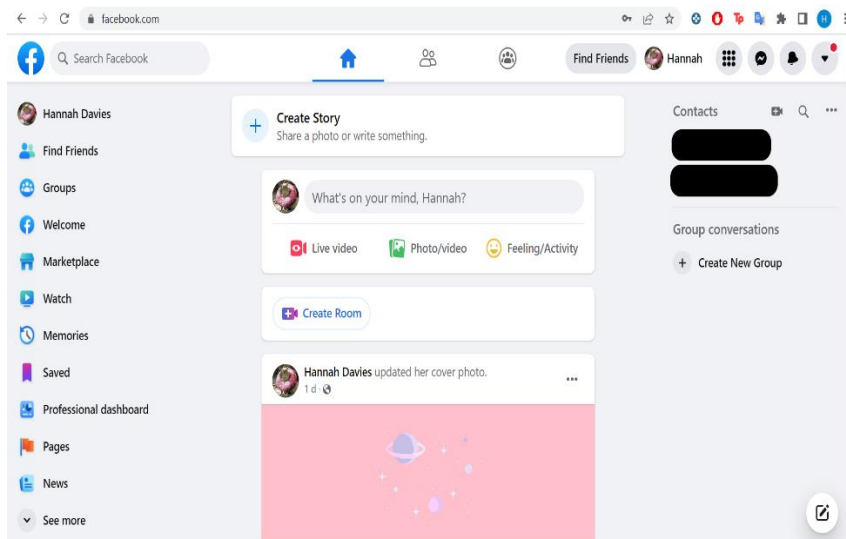 facebook.com
Search Facebook
Find Friends
Hannah
Hannah Davies
Find Friends
Groups
Welcome
Marketplace
Watch
Memories
Saved
Professional dashboard
Pages
News
See more
Create Story
Share a photo or write something.
What's on your mind, Hannah?
Live video
Photo/video
Feeling/Activity
Create Room
Hannah Davies updated her cover photo.
1 d ·
Contacts
Group conversations
Create New Group